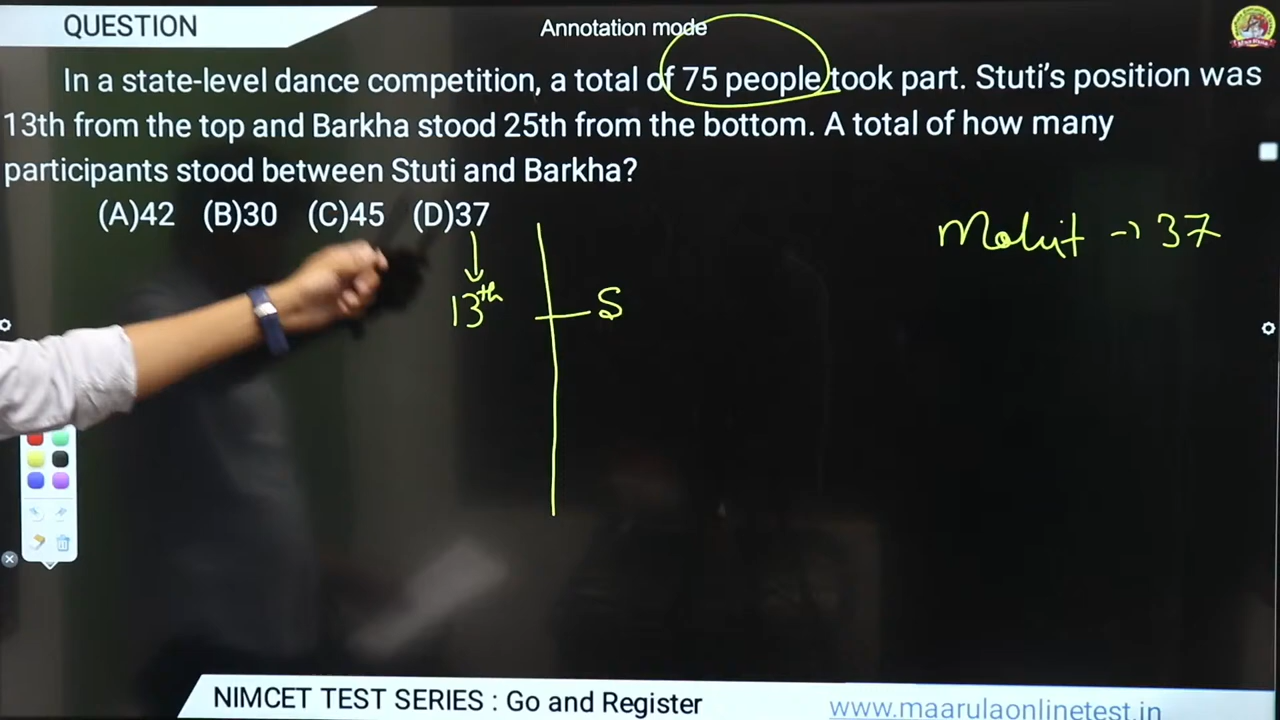 QUESTION
Annotation mode
In a state-level dance competition, a total of 75 people took part. Stuti's position was
13th from the top and Barkha stood 25th from the bottom. A total of how many
participants stood between Stuti and Barkha?
(A)42 (B)30 (C)45 (D)37
Mohit → 37
13th
S
NIMCET TEST SERIES : Go and Register
www.maarulaonlinetest.in